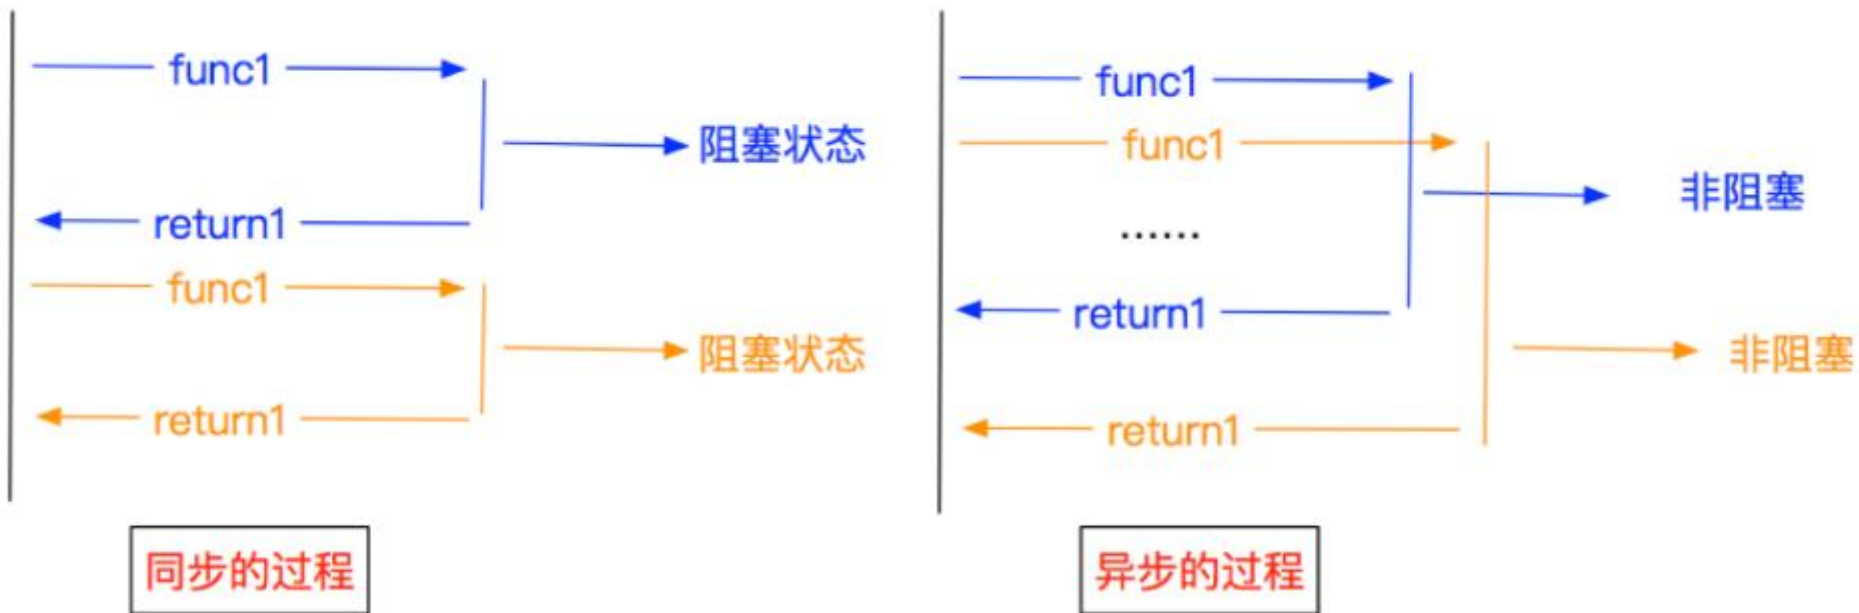 func1
阻塞状态
return1
func1
阻塞状态
return1
同步的过程
func1
func1
非阻塞
......
return1
非阻塞
return1
异步的过程